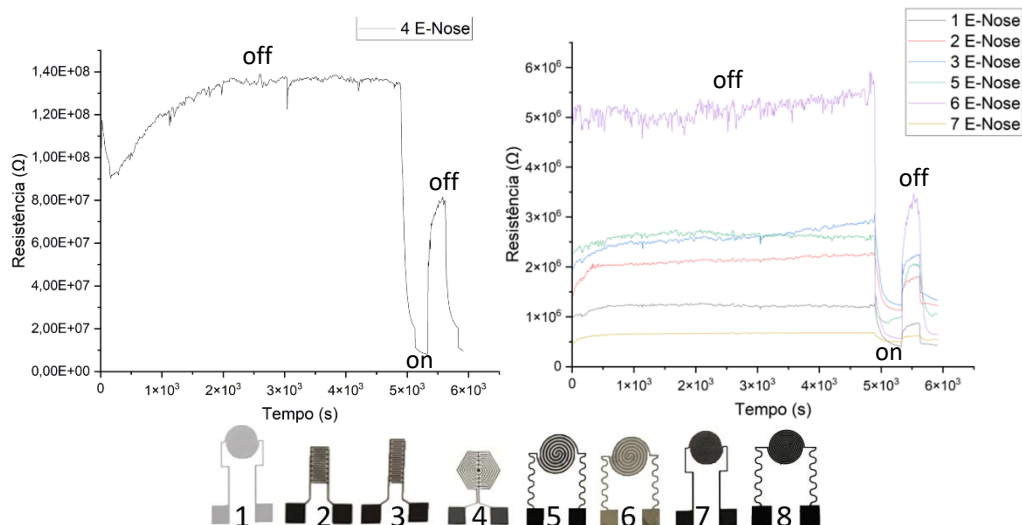 4 E-Nose
off
1,40E+08
1,20E+08
1,00E+08
8,00E+07
6,00E+07
4,00E+07
2,00E+07
0,00E+00
Resistência (Ω)
off
on
0
1×10³
2×10³
3×10³
4×10³
5×10³
6×10³
Tempo (s)
1 E-Nose
2 E-Nose
3 E-Nose
5 E-Nose
6 E-Nose
7 E-Nose
off
6×10⁶
5×10⁶
4×10⁶
3×10⁶
2×10⁶
1×10⁶
0
Resistência (Ω)
off
on
0
1×10³
2×10³
3×10³
4×10³
5×10³
6×10³
Tempo (s)
1 2 3 4 5 6 7 8